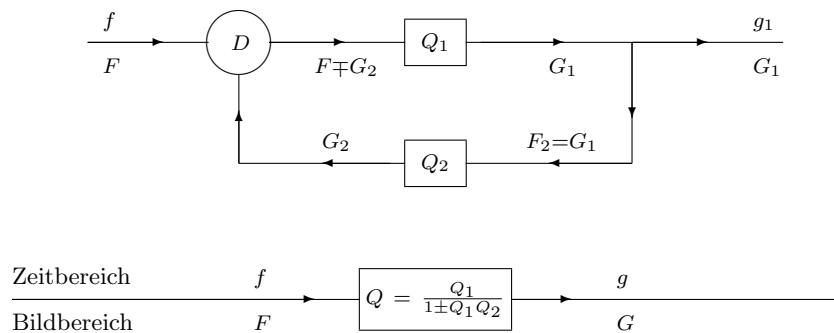 f g₁
D Q₁
F F∓G₂ G₁ G₁
G₂ Q₂ F₂=G₁
Zeitbereich f g
Q = Q₁/(1±Q₁Q₂)
Bildbereich F G